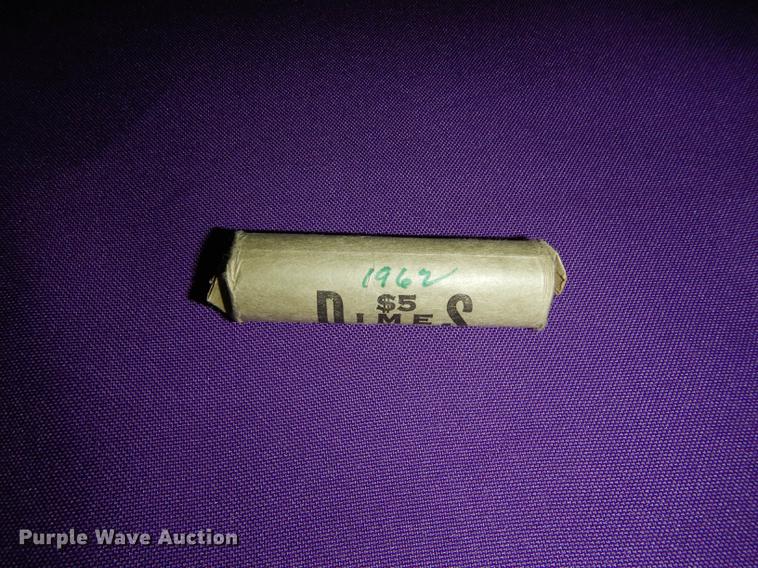 1962
$5
DIMES
Purple Wave Auction